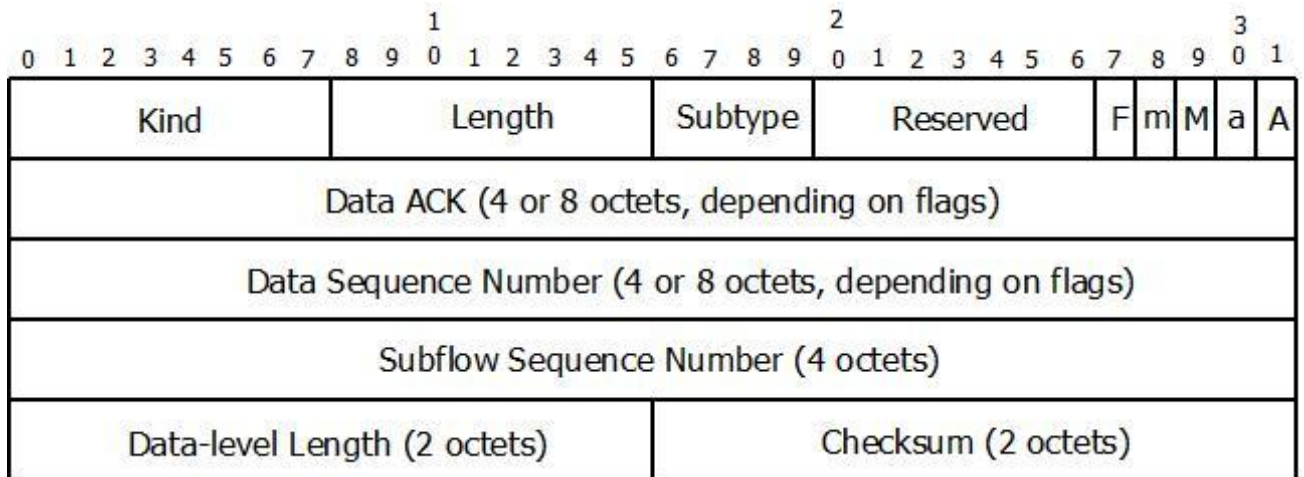 1 2 3
0 1 2 3 4 5 6 7 8 9 0 1 2 3 4 5 6 7 8 9 0 1 2 3 4 5 6 7 8 9 0 1
Kind Length Subtype Reserved F m M a A
Data ACK (4 or 8 octets, depending on flags)
Data Sequence Number (4 or 8 octets, depending on flags)
Subflow Sequence Number (4 octets)
Data-level Length (2 octets) Checksum (2 octets)